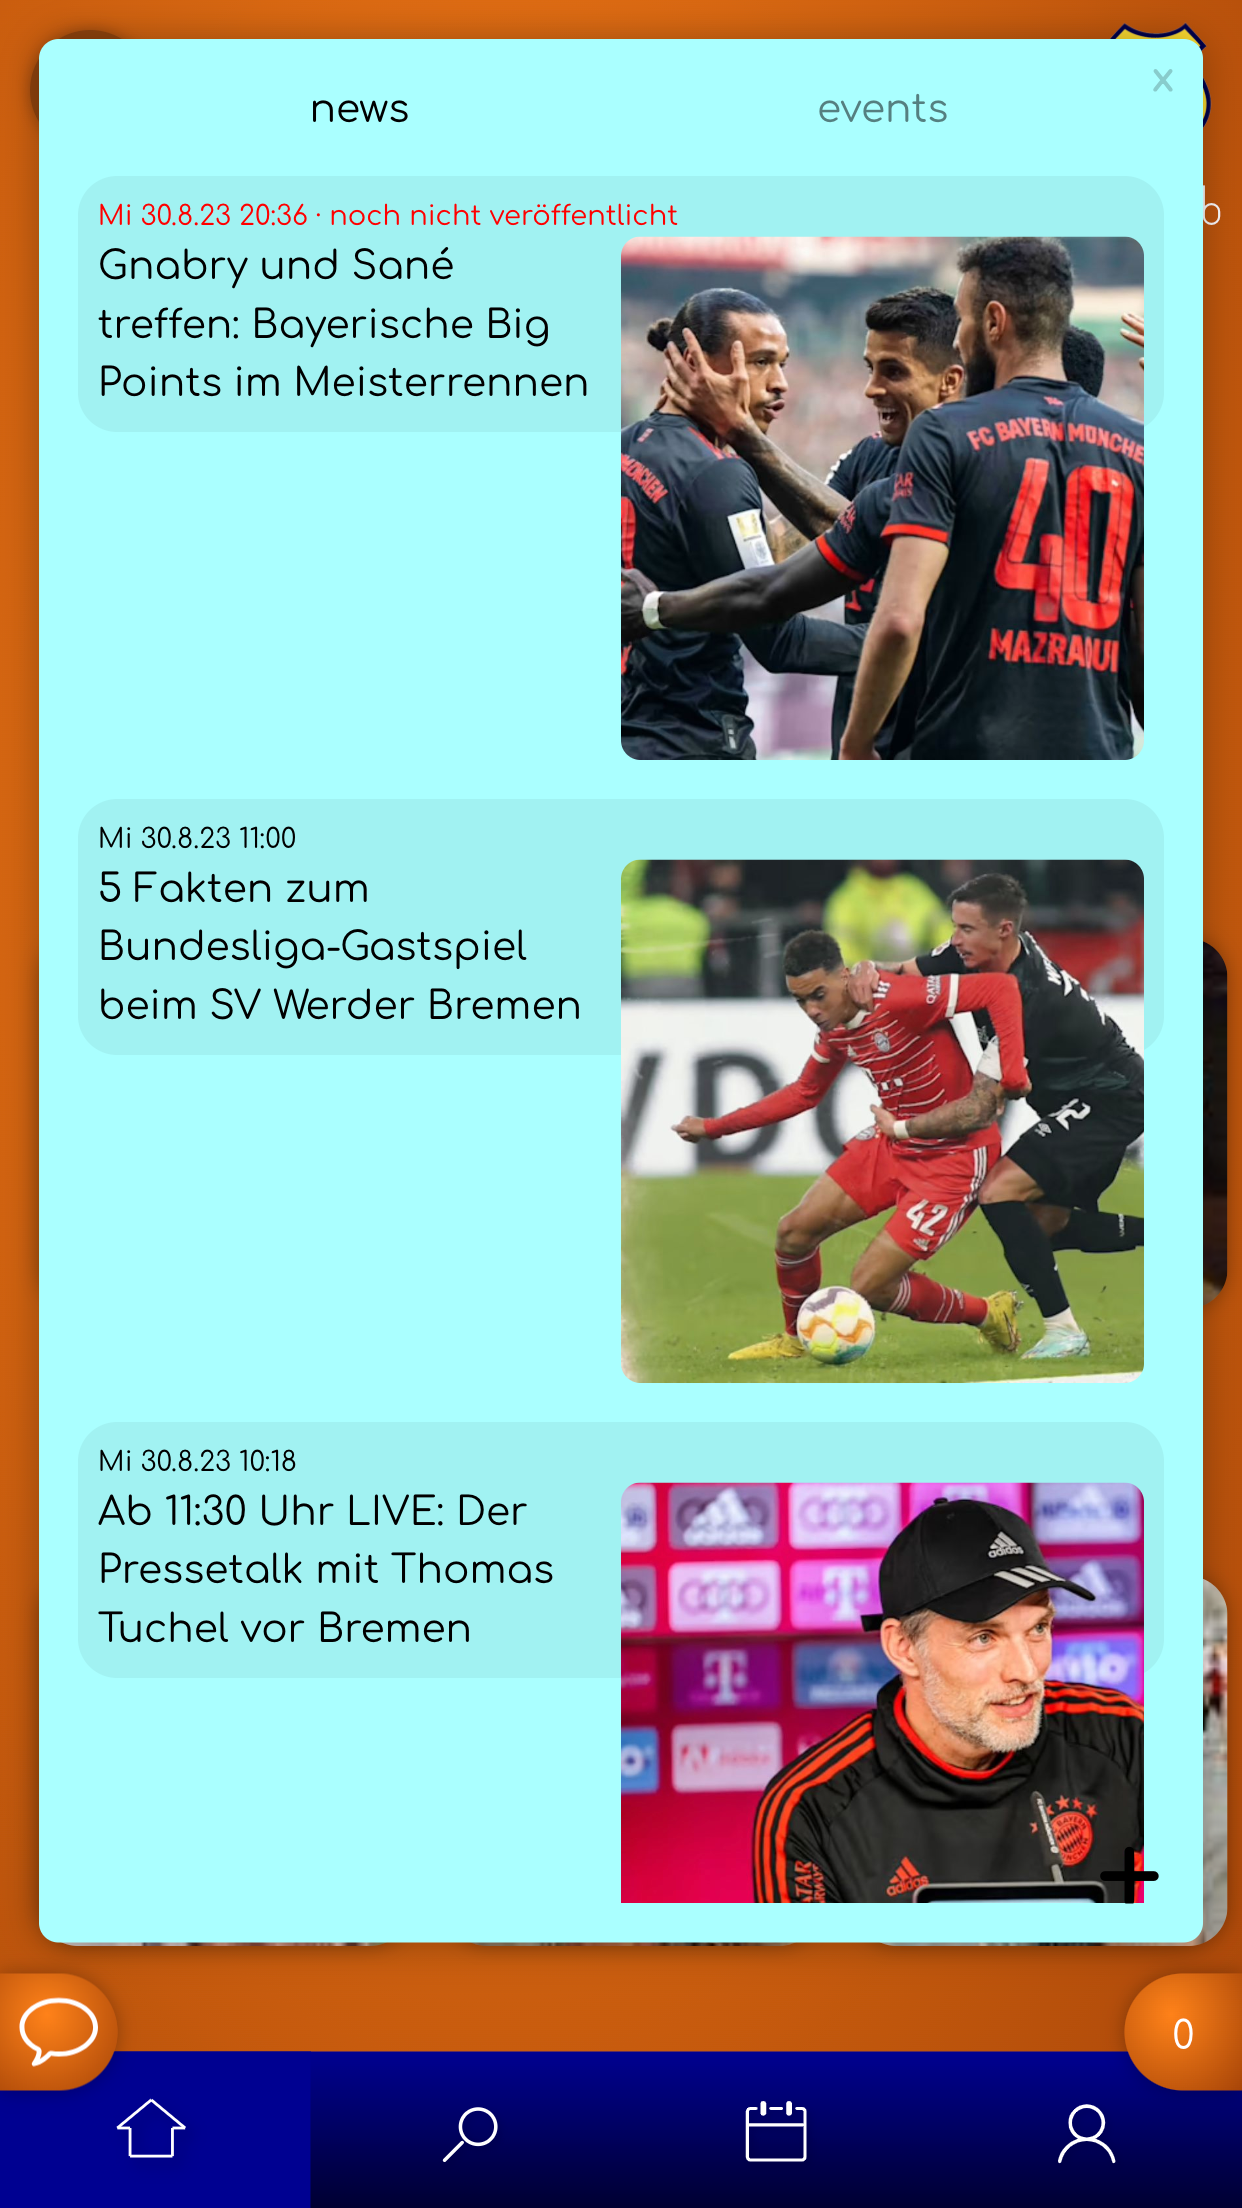 news
events
x
b
Mi 30.8.23 20:36 · noch nicht veröffentlicht
Gnabry und Sané
treffen: Bayerische Big
Points im Meisterrennen
FC BAYERN MÜNCHE
40
MAZRAOUI
Mi 30.8.23 11:00
5 Fakten zum
Bundesliga-Gastspiel
beim SV Werder Bremen
42
Mi 30.8.23 10:18
Ab 11:30 Uhr LIVE: Der
Pressetalk mit Thomas
Tuchel vor Bremen
adidas
adidas
0